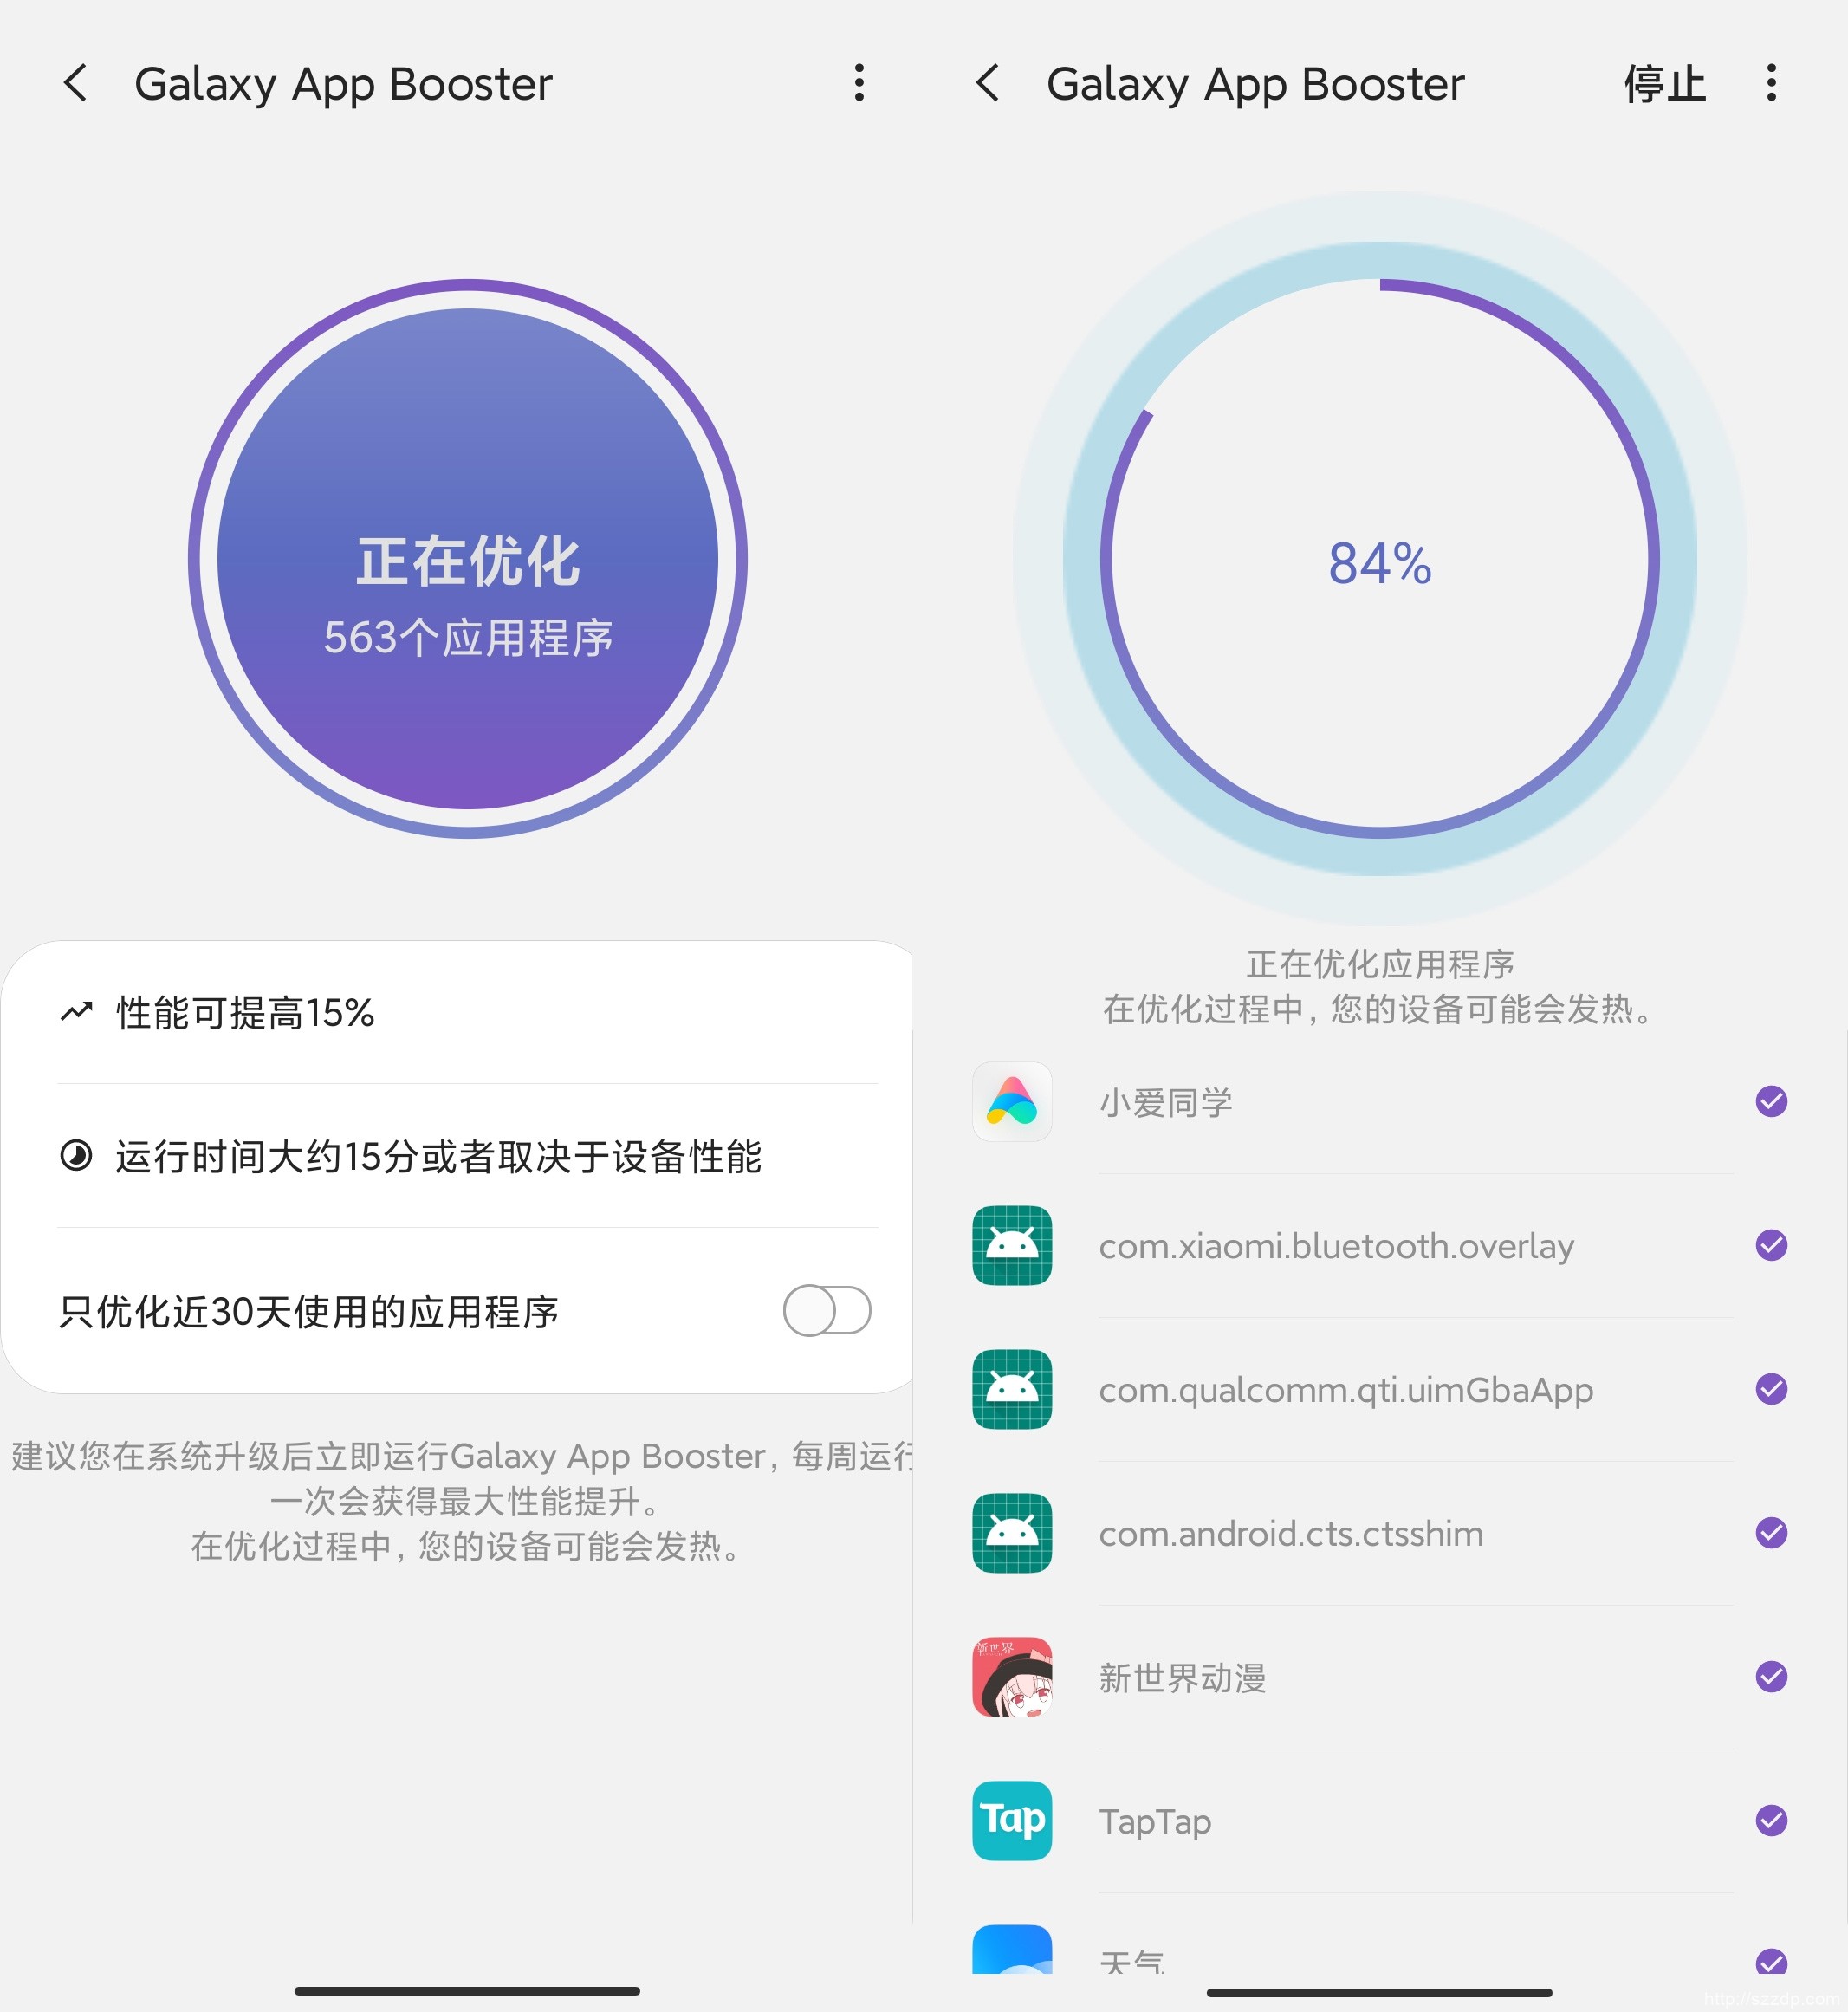 Galaxy App Booster
正在优化
563个应用程序
性能可提高15%
运行时间大约15分或者取决于设备性能
只优化近30天使用的应用程序
建议您在系统升级后立即运行Galaxy App Booster，每周运行
一次会获得最大性能提升。
在优化过程中，您的设备可能会发热。
Galaxy App Booster
停止
84%
正在优化应用程序
在优化过程中，您的设备可能会发热。
小爱同学
com.xiaomi.bluetooth.overlay
com.qualcomm.qti.uimGbaApp
com.android.cts.ctsshim
新世界
新世界动漫
Tap
TapTap
天气
http://szzdp.com